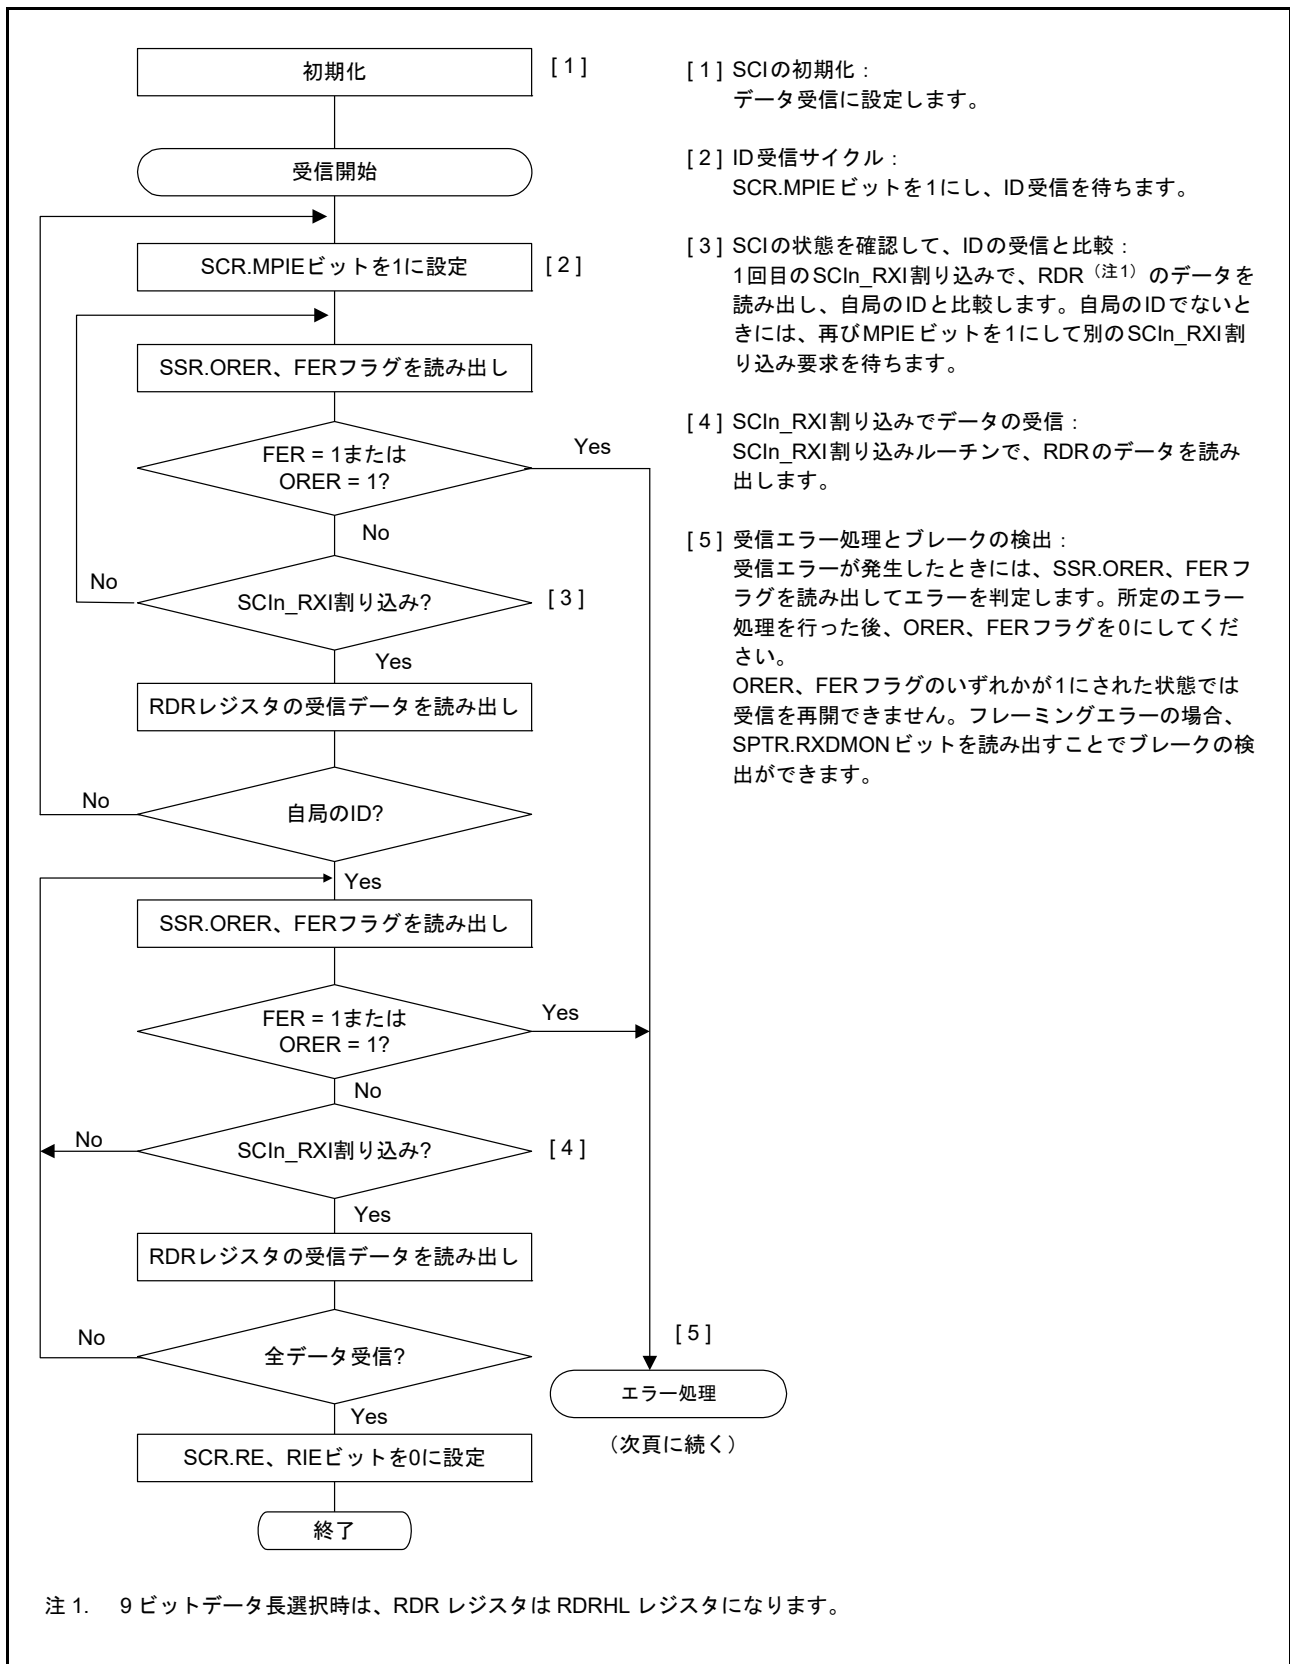 初期化
[ 1 ]
受信開始
SCR.MPIEビットを1に設定
[ 2 ]
SSR.ORER、FERフラグを読み出し
FER = 1または
ORER = 1?
Yes
No
No
SCIn_RXI割り込み?
[ 3 ]
Yes
RDRレジスタの受信データを読み出し
No
自局のID?
Yes
SSR.ORER、FERフラグを読み出し
FER = 1または
ORER = 1?
Yes
No
No
SCIn_RXI割り込み?
[ 4 ]
Yes
RDRレジスタの受信データを読み出し
No
全データ受信?
[ 5 ]
エラー処理
（次頁に続く）
Yes
SCR.RE、RIEビットを0に設定
終了
[ 1 ] SCIの初期化：
データ受信に設定します。
[ 2 ] ID受信サイクル：
SCR.MPIEビットを1にし、ID受信を待ちます。
[ 3 ] SCIの状態を確認して、IDの受信と比較：
1回目のSCIn_RXI割り込みで、RDR（注1）のデータを
読み出し、自局のIDと比較します。自局のIDでないと
きには、再びMPIEビットを1にして別のSCIn_RXI割
り込み要求を待ちます。
[ 4 ] SCIn_RXI割り込みでデータの受信：
SCIn_RXI割り込みルーチンで、RDRのデータを読み
出します。
[ 5 ] 受信エラー処理とブレークの検出：
受信エラーが発生したときには、SSR.ORER、FERフ
ラグを読み出してエラーを判定します。所定のエラー
処理を行った後、ORER、FERフラグを0にしてくだ
さい。
ORER、FERフラグのいずれかが1にされた状態では
受信を再開できません。フレーミングエラーの場合、
SPTR.RXDMONビットを読み出すことでブレークの検
出ができます。
注 1. 9 ビットデータ長選択時は、RDR レジスタは RDRHL レジスタになります。